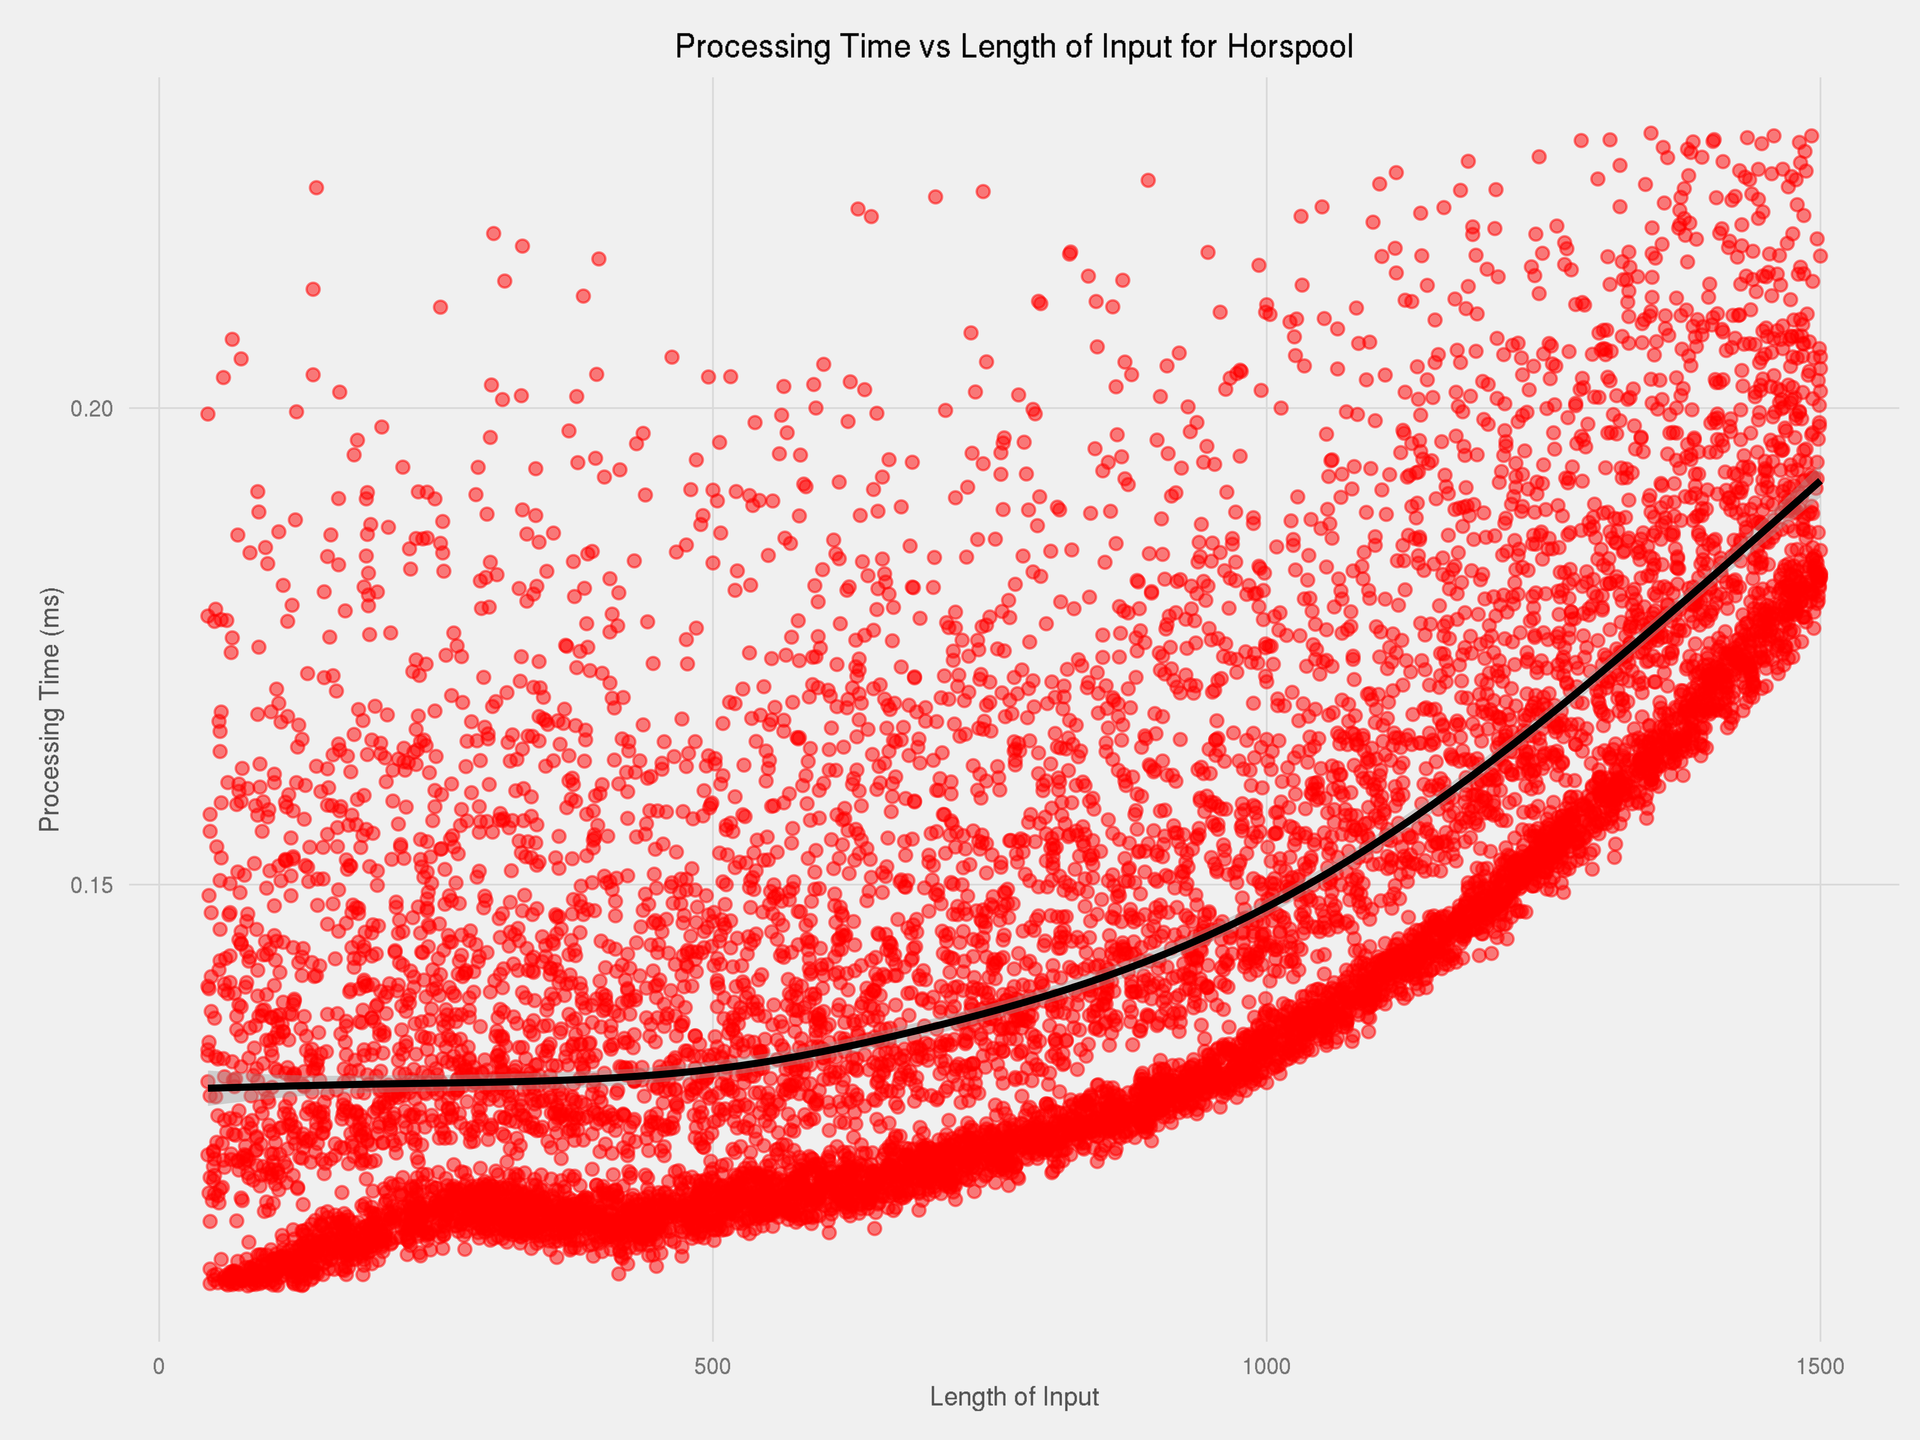 Processing Time vs Length of Input for Horspool
Processing Time (ms)
0.20
0.15
0
500
1000
1500
Length of Input